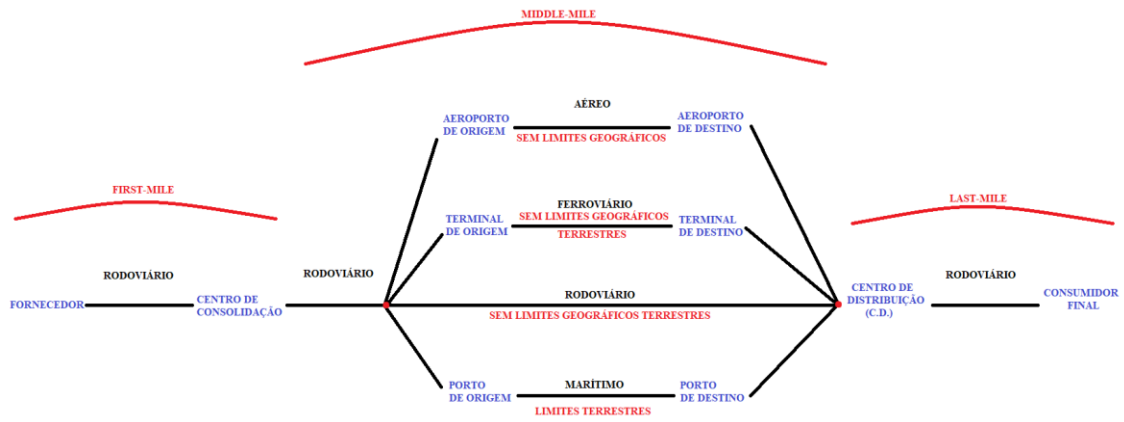 MIDDLE-MILE
AÉREO
AEROPORTO
DE ORIGEM
AEROPORTO
DE DESTINO
SEM LIMITES GEOGRÁFICOS
FIRST-MILE
LAST-MILE
FERROVIÁRIO
SEM LIMITES GEOGRÁFICOS
TERMINAL
DE ORIGEM
TERMINAL
DE DESTINO
TERRESTRES
RODOVIÁRIO
RODOVIÁRIO
RODOVIÁRIO
RODOVIÁRIO
FORNECEDOR
CENTRO DE
CONSOLIDAÇÃO
SEM LIMITES GEOGRÁFICOS TERRESTRES
CENTRO DE
DISTRIBUIÇÃO
(C.D.)
CONSUMIDOR
FINAL
PORTO
DE ORIGEM
MARÍTIMO
PORTO
DE DESTINO
LIMITES TERRESTRES